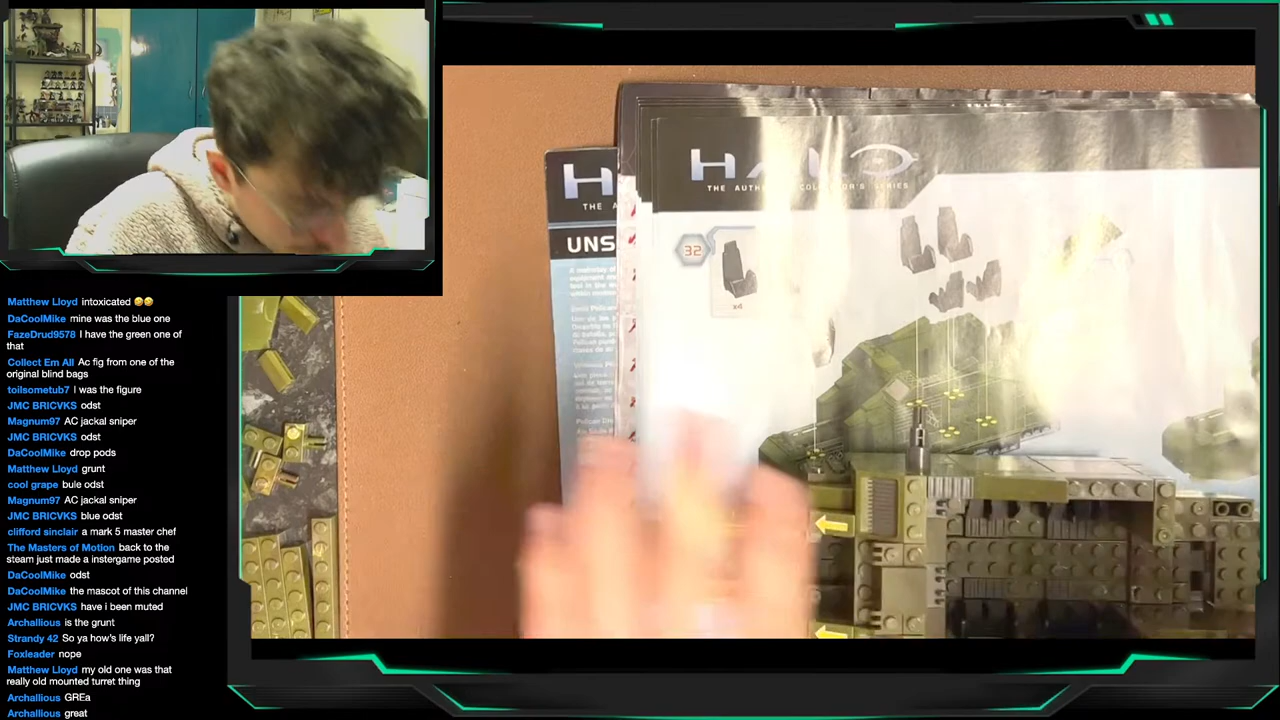 Matthew Lloyd intoxicated 🤣🤣
DaCoolMike mine was the blue one
FazeDrud9578 I have the green one of
that
Collect Em All Ac fig from one of the
original blind bags
toilsometub7 I was the figure
JMC BRICVKS odst
Magnum97 AC jackal sniper
JMC BRICVKS odst
DaCoolMike drop pods
Matthew Lloyd grunt
cool grape bule odst
Magnum97 AC jackal sniper
JMC BRICVKS blue odst
clifford sinclair a mark 5 master chef
The Masters of Motion back to the
steam just made a instergame posted
DaCoolMike odst
DaCoolMike the mascot of this channel
JMC BRICVKS have i been muted
Archallious is the grunt
Strandy 42 So ya how's life yall?
Foxleader nope
Matthew Lloyd my old one was that
really old mounted turret thing
Archallious GREa
Archallious great
H
THE A
UNS
HALO
THE AUTH COLLECTOR'S SERIES
32
x4